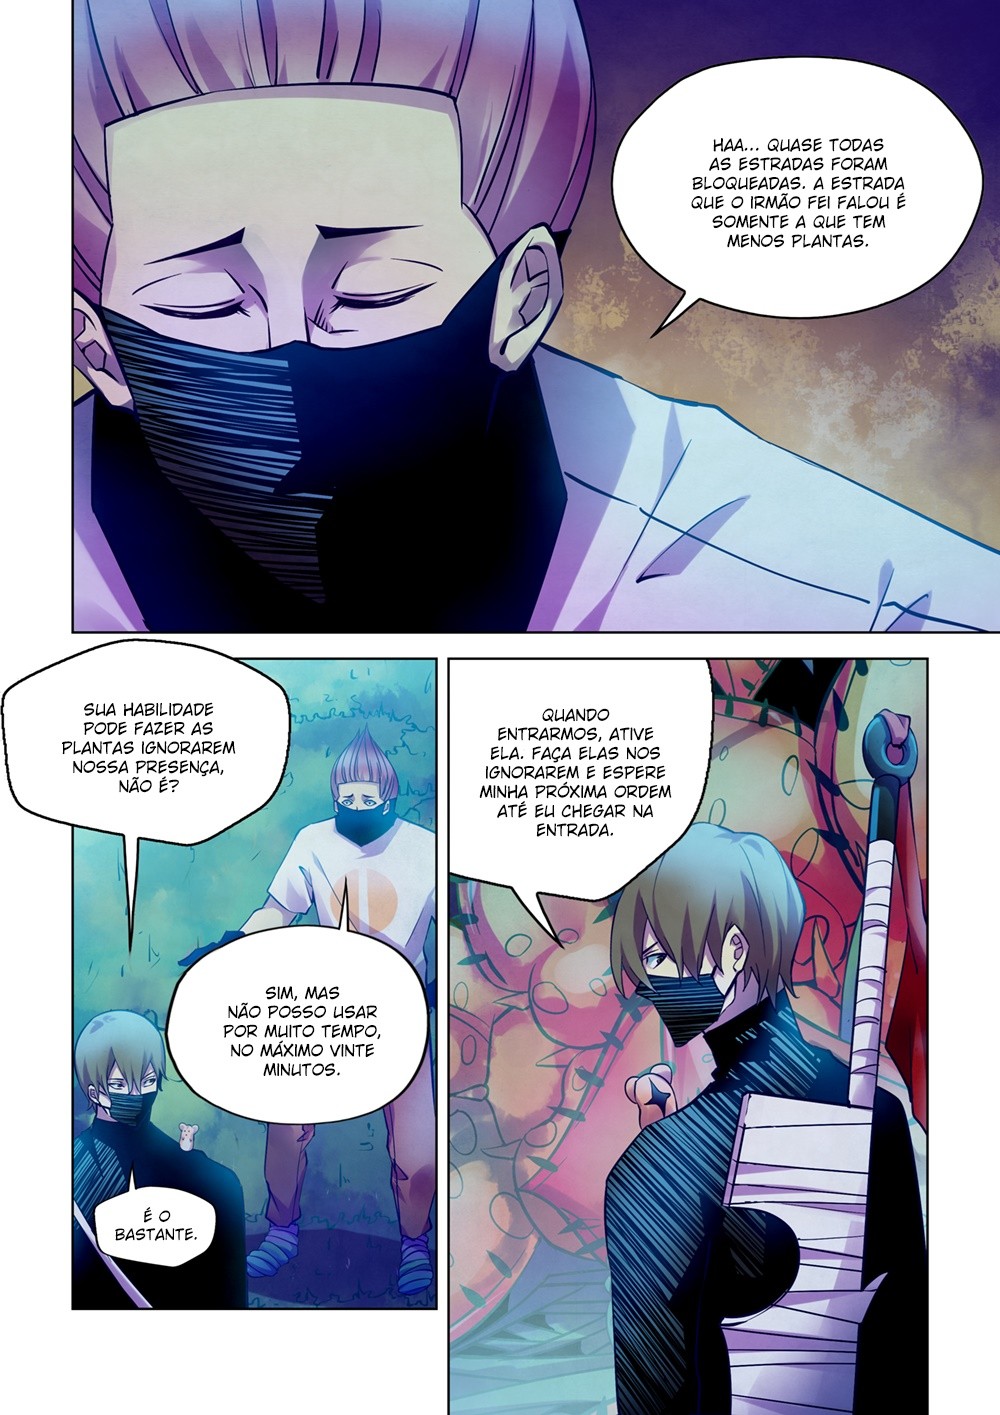 HAA... QUASE TODAS
AS ESTRADAS FORAM
BLOQUEADAS. A ESTRADA
QUE O IRMÃO FEI FALOU É
SOMENTE A QUE TEM
MENOS PLANTAS.
SUA HABILIDADE
PODE FAZER AS
PLANTAS IGNORAREM
NOSSA PRESENÇA,
NÃO É?
SIM, MAS
NÃO POSSO USAR
POR MUITO TEMPO,
NO MÁXIMO VINTE
MINUTOS.
É O
BASTANTE.
QUANDO
ENTRARMOS, ATIVE
ELA. FAÇA ELAS NOS
IGNORAREM E ESPERE
MINHA PRÓXIMA ORDEM
ATÉ EU CHEGAR NA
ENTRADA.